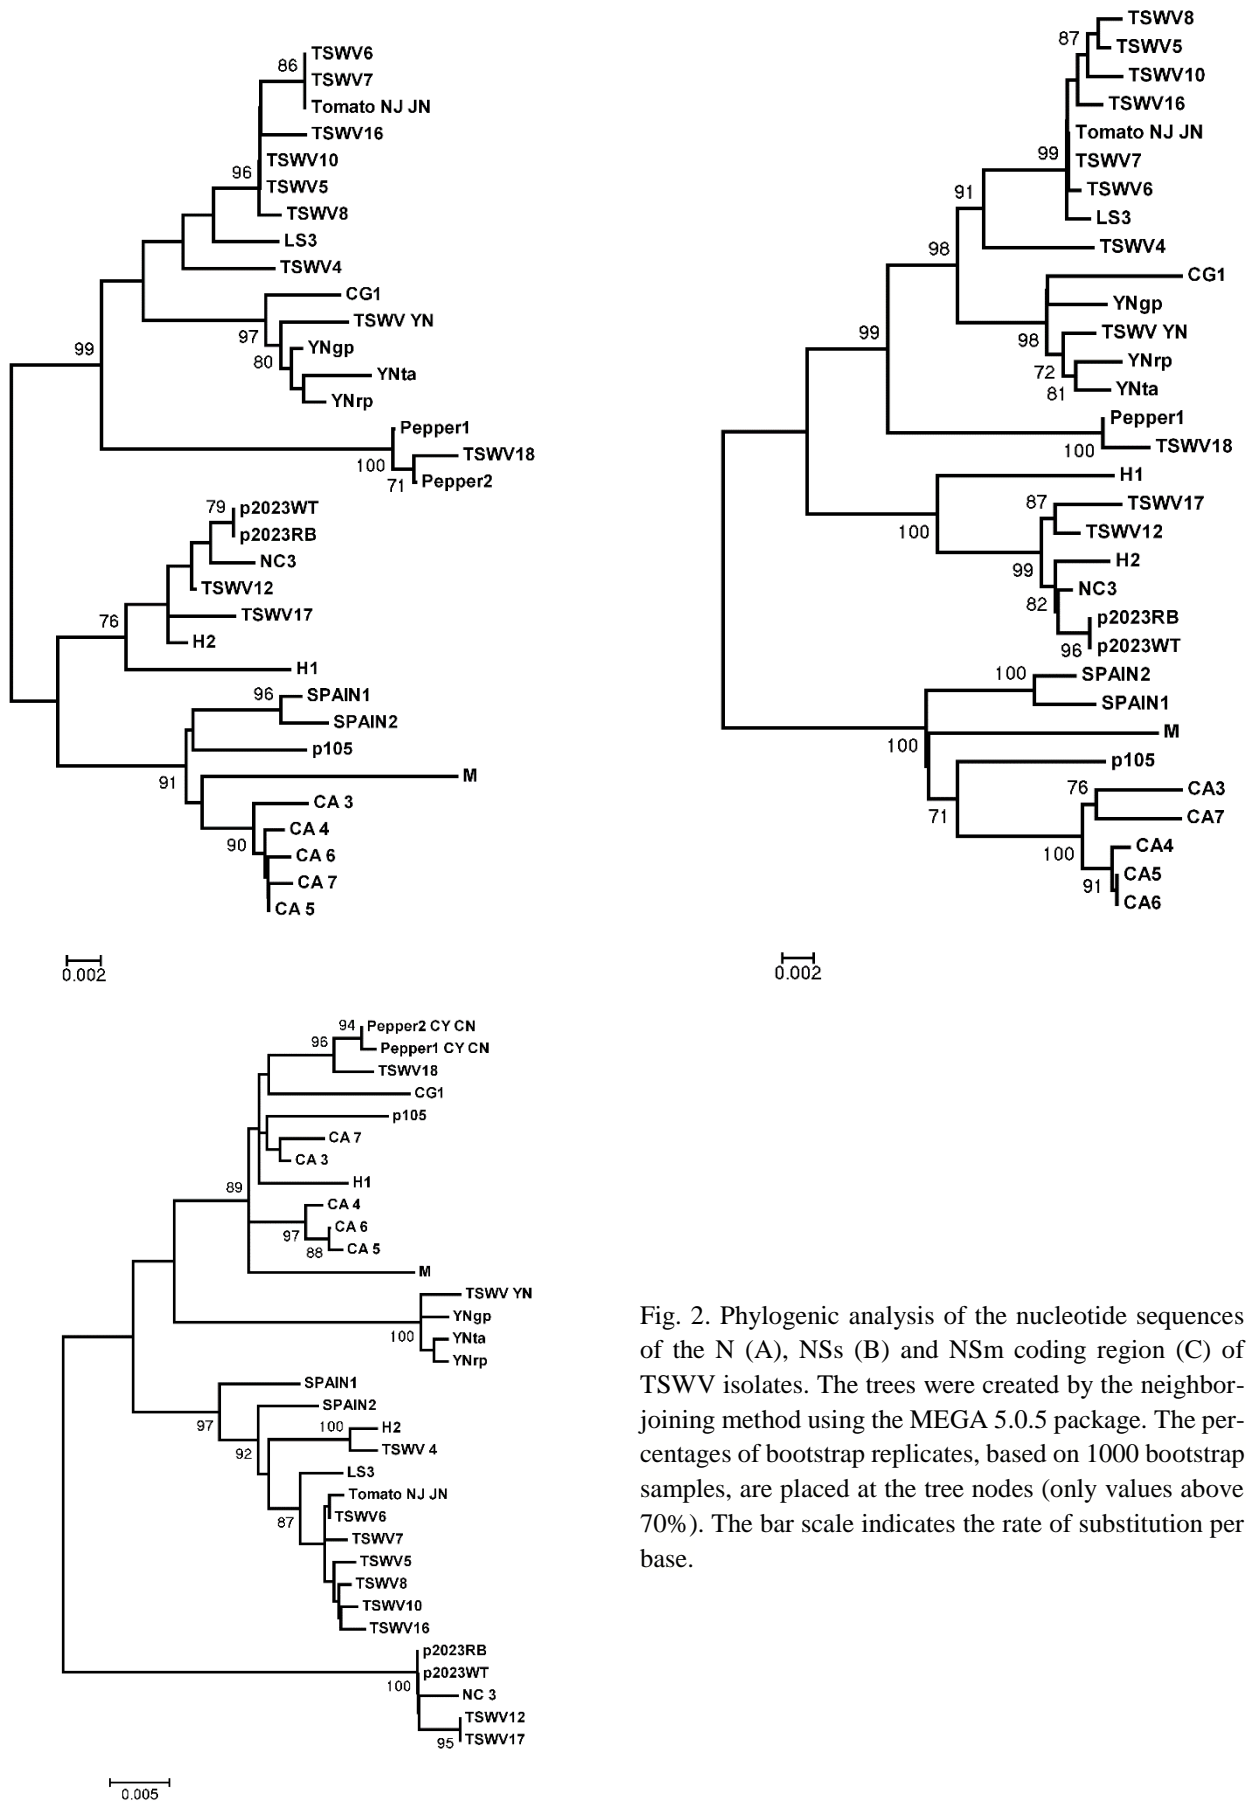 TSWV6
86
TSWV7
Tomato NJ JN
TSWV16
TSWV10
96
TSWV5
TSWV8
LS3
TSWV4
CG1
TSWV YN
97
YNgp
80
99
YNta
YNrp
Pepper1
TSWV18
100
71
Pepper2
79
p2023WT
p2023RB
NC3
TSWV12
TSWV17
76
H2
H1
96
SPAIN1
SPAIN2
p105
M
91
CA 3
CA 4
90
CA 6
CA 7
CA 5
0.002
TSWV8
87
TSWV5
TSWV10
TSWV16
Tomato NJ JN
99
TSWV7
TSWV6
91
LS3
98
TSWV4
CG1
YNgp
TSWV YN
98
99
YNrp
72
YNta
81
Pepper1
TSWV18
100
H1
87
TSWV17
100
TSWV12
H2
99
NC3
82
p2023RB
p2023WT
96
100
SPAIN2
SPAIN1
M
100
p105
76
CA3
71
CA7
CA4
100
CA5
91
CA6
0.002
94
Pepper2 CY CN
96
Pepper1 CY CN
TSWV18
CG1
p105
CA 7
CA 3
H1
89
CA 4
CA 6
97
88
CA 5
M
TSWV YN
YNgp
100
YNta
YNrp
SPAIN1
SPAIN2
97
100
H2
92
TSWV 4
LS3
Tomato NJ JN
TSWV6
87
TSWV7
TSWV5
TSWV8
TSWV10
TSWV16
p2023RB
p2023WT
100
NC 3
TSWV12
95
TSWV17
0.005
Fig. 2. Phylogenic analysis of the nucleotide sequences
of the N (A), NSs (B) and NSm coding region (C) of
TSWV isolates. The trees were created by the neighbor-
joining method using the MEGA 5.0.5 package. The per-
centages of bootstrap replicates, based on 1000 bootstrap
samples, are placed at the tree nodes (only values above
70%). The bar scale indicates the rate of substitution per
base.